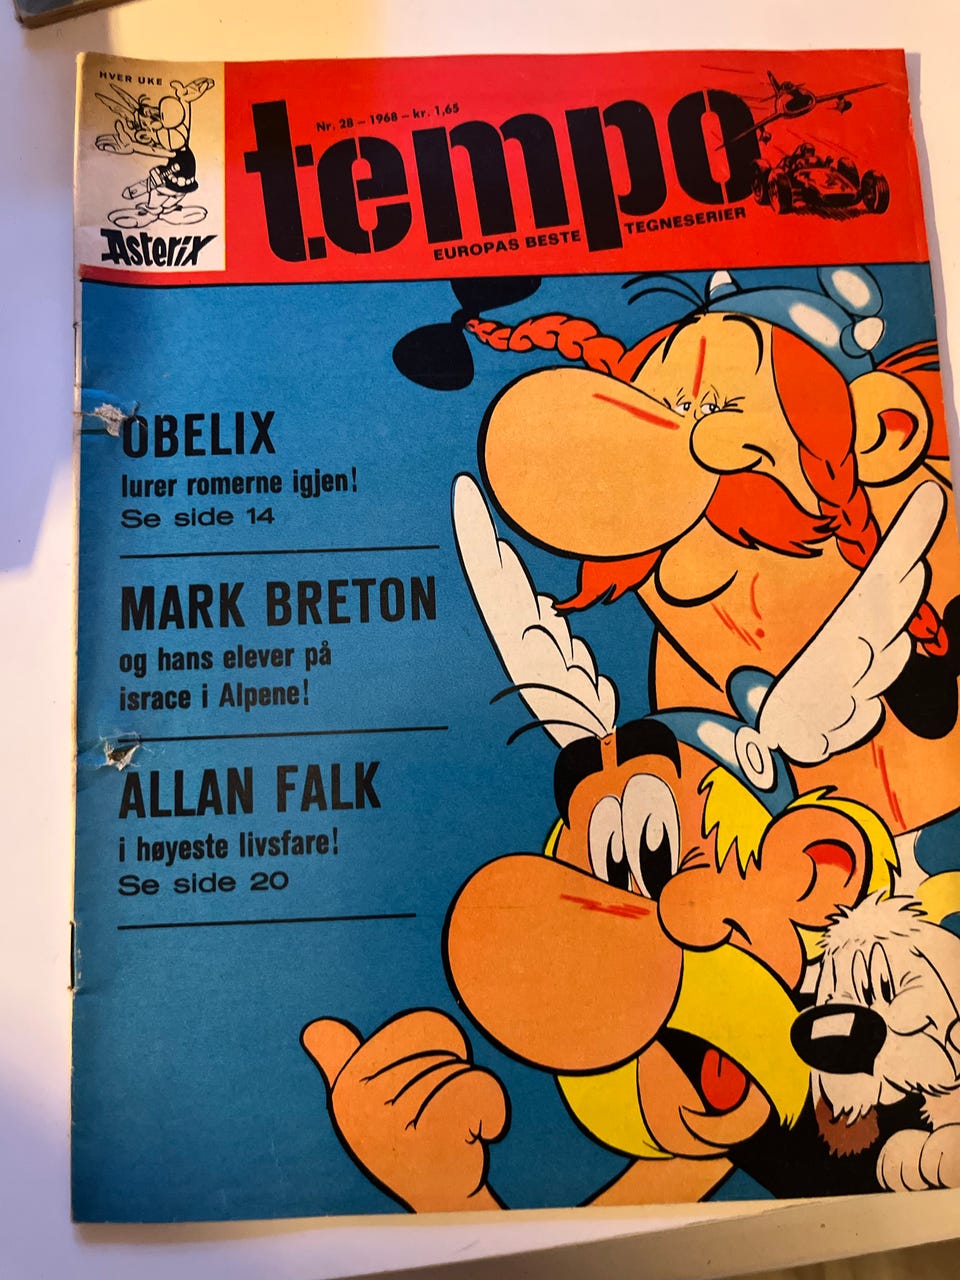 HVER UKE
Asterix
Nr. 28 – 1968 – kr. 1,65
tempo
EUROPAS BESTE TEGNESERIER
OBELIX
lurer romerne igjen!
Se side 14
MARK BRETON
og hans elever på
israce i Alpene!
ALLAN FALK
i høyeste livsfare!
Se side 20